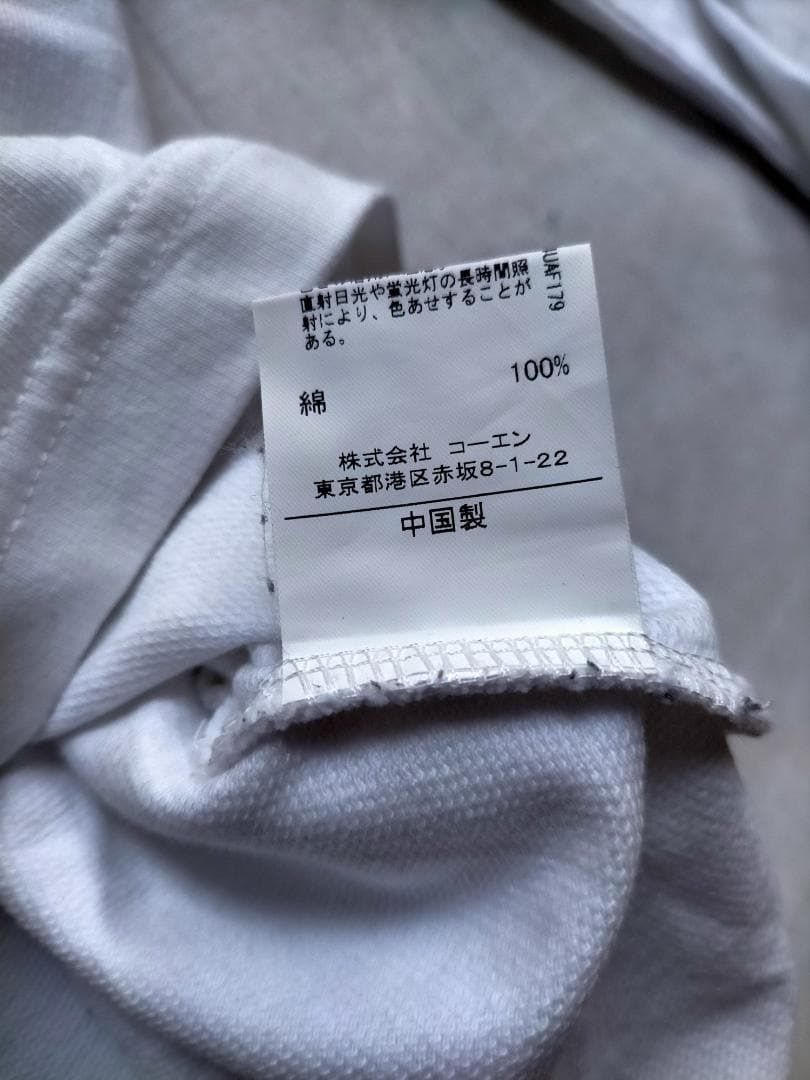 直射日光や蛍光灯の長時間照
射により、色あせすることが
ある。
UAF179
綿 100%
株式会社 コーエン
東京都港区赤坂8-1-22
中国製